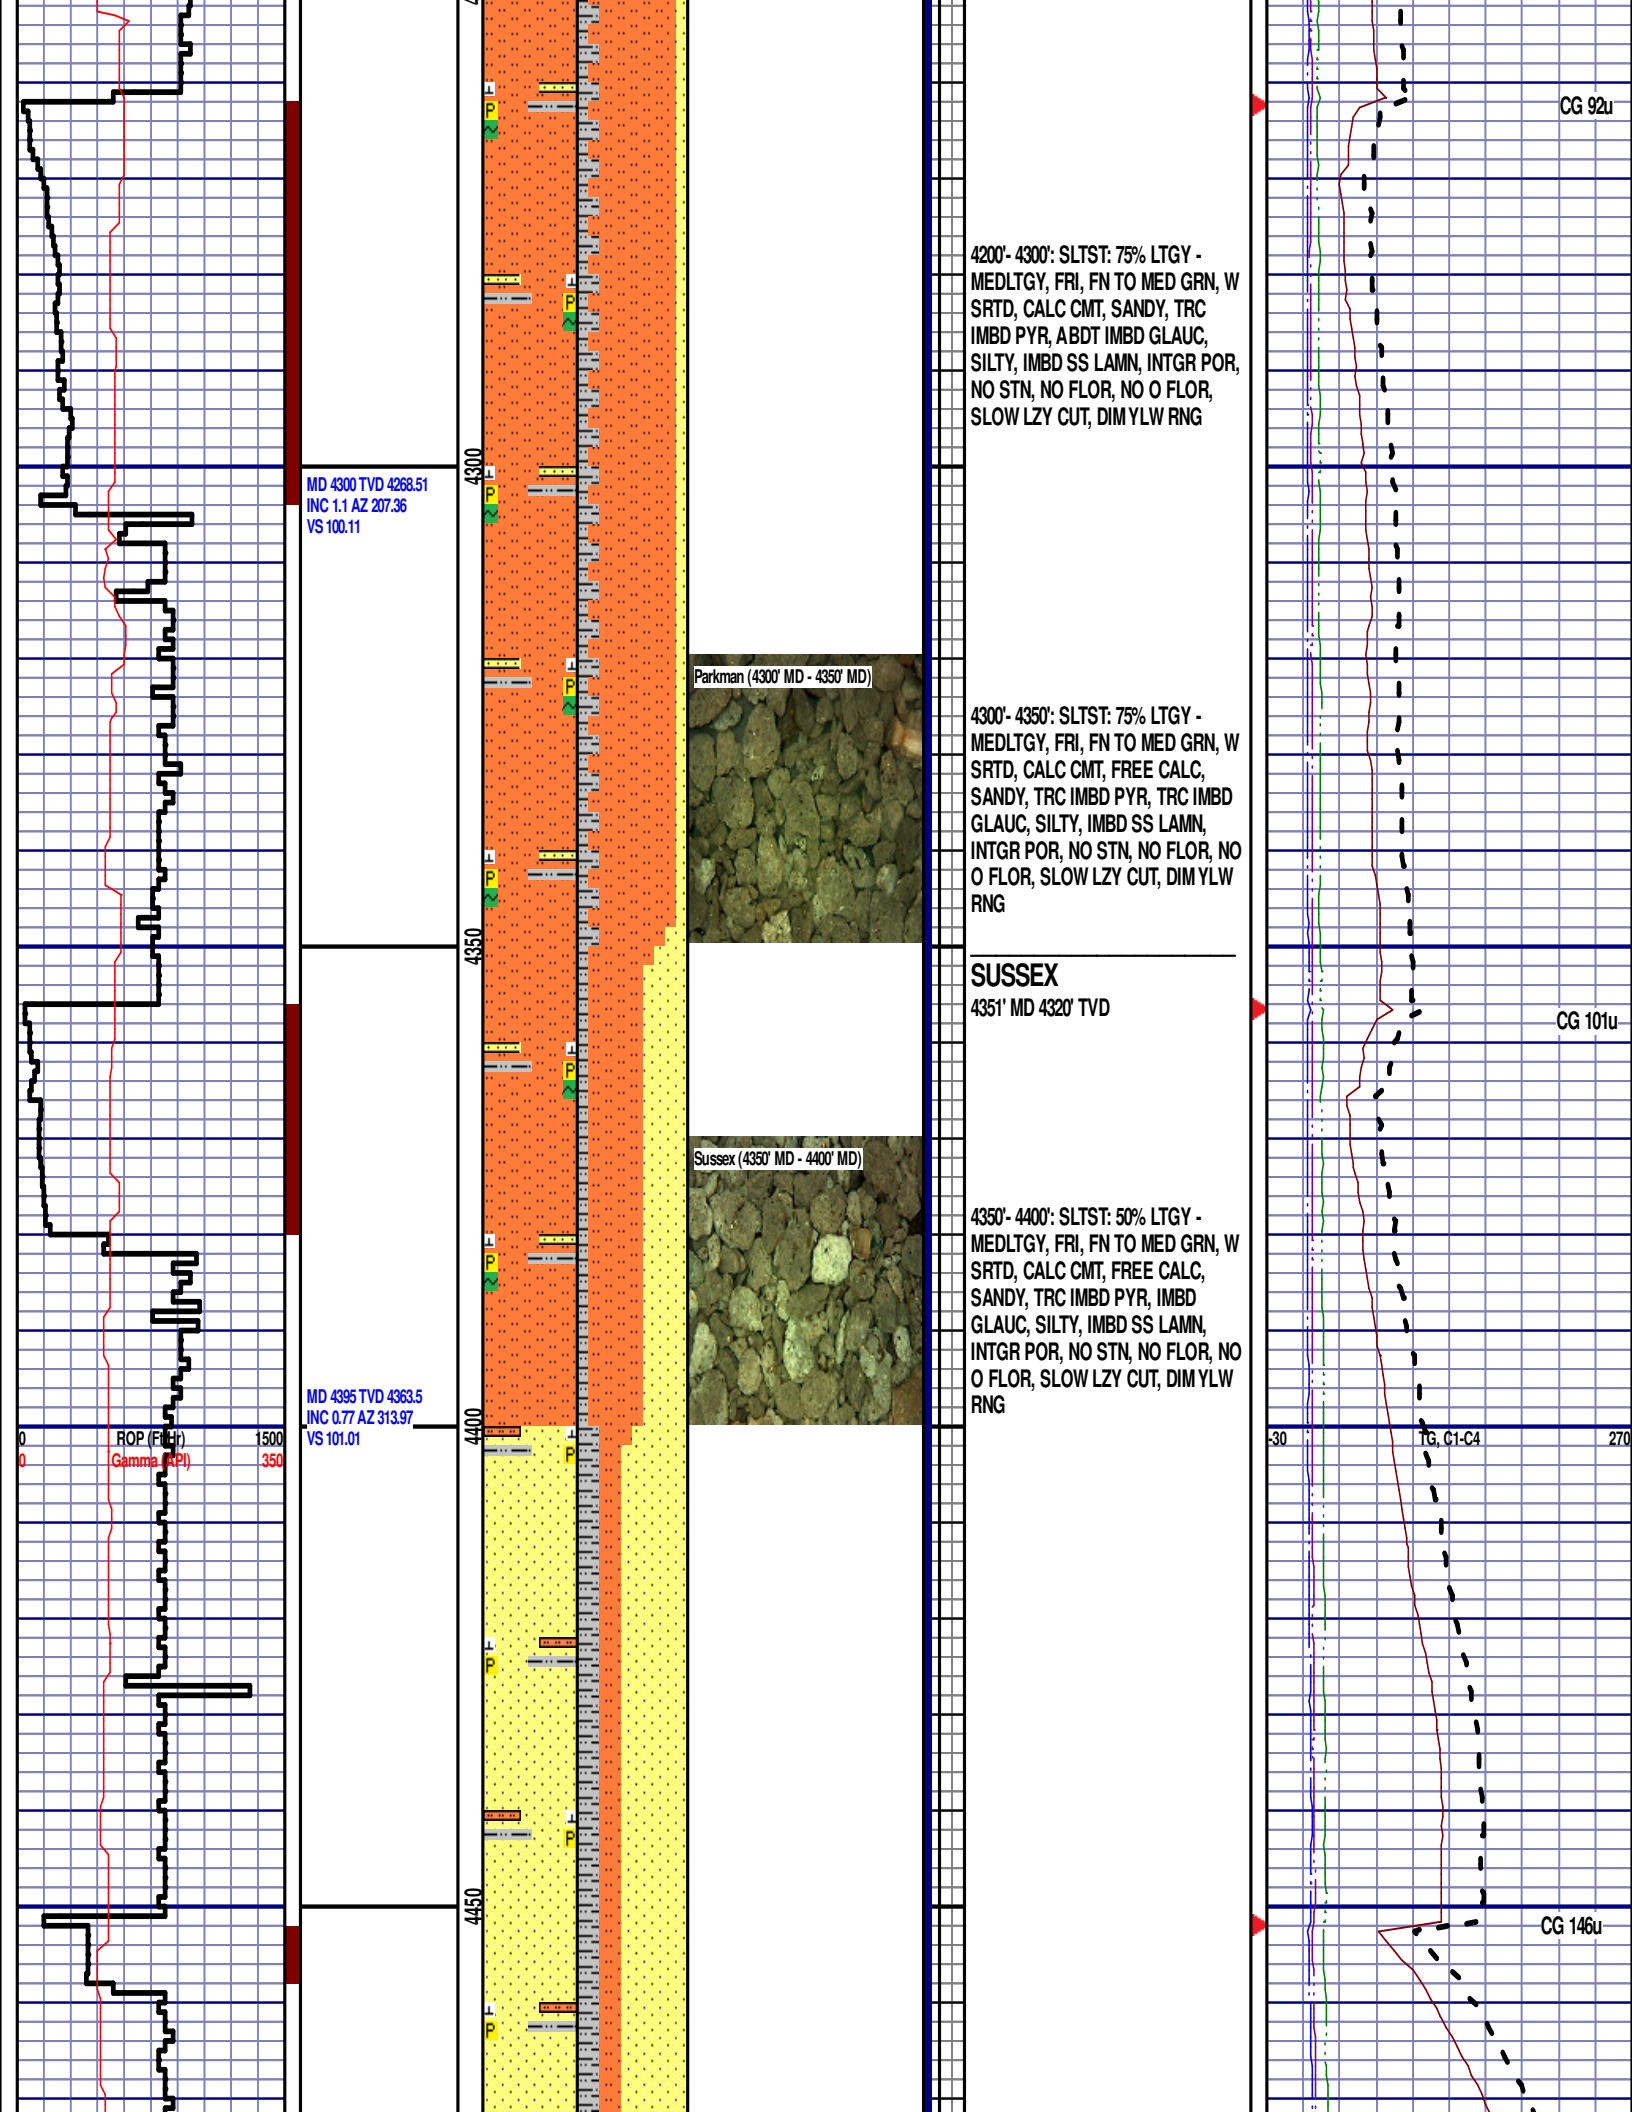 CG 92u
4200'- 4300': SLTST: 75% LTGY -
MEDLTGY, FRI, FN TO MED GRN, W
SRTD, CALC CMT, SANDY, TRC
IMBD PYR, ABDT IMBD GLAUC,
SILTY, IMBD SS LAMN, INTGR POR,
NO STN, NO FLOR, NO O FLOR,
SLOW LZY CUT, DIM YLW RNG
4300
MD 4300 TVD 4268.51
INC 1.1 AZ 207.36
VS 100.11
Parkman (4300' MD - 4350' MD)
4300'- 4350': SLTST: 75% LTGY -
MEDLTGY, FRI, FN TO MED GRN, W
SRTD, CALC CMT, FREE CALC,
SANDY, TRC IMBD PYR, TRC IMBD
GLAUC, SILTY, IMBD SS LAMN,
INTGR POR, NO STN, NO FLOR, NO
O FLOR, SLOW LZY CUT, DIM YLW
RNG
4350
SUSSEX
4351' MD 4320' TVD
CG 101u
Sussex (4350' MD - 4400' MD)
4350'- 4400': SLTST: 50% LTGY -
MEDLTGY, FRI, FN TO MED GRN, W
SRTD, CALC CMT, FREE CALC,
SANDY, TRC IMBD PYR, IMBD
GLAUC, SILTY, IMBD SS LAMN,
INTGR POR, NO STN, NO FLOR, NO
O FLOR, SLOW LZY CUT, DIM YLW
RNG
MD 4395 TVD 4363.5
INC 0.77 AZ 313.97
VS 101.01
4400
0 ROP (Ft/Hr) 1500
0 Gamma (API) 350
-30 TG, C1-C4 270
4450
CG 146u
P
P
P
P
P
P
P
P
P
P
P